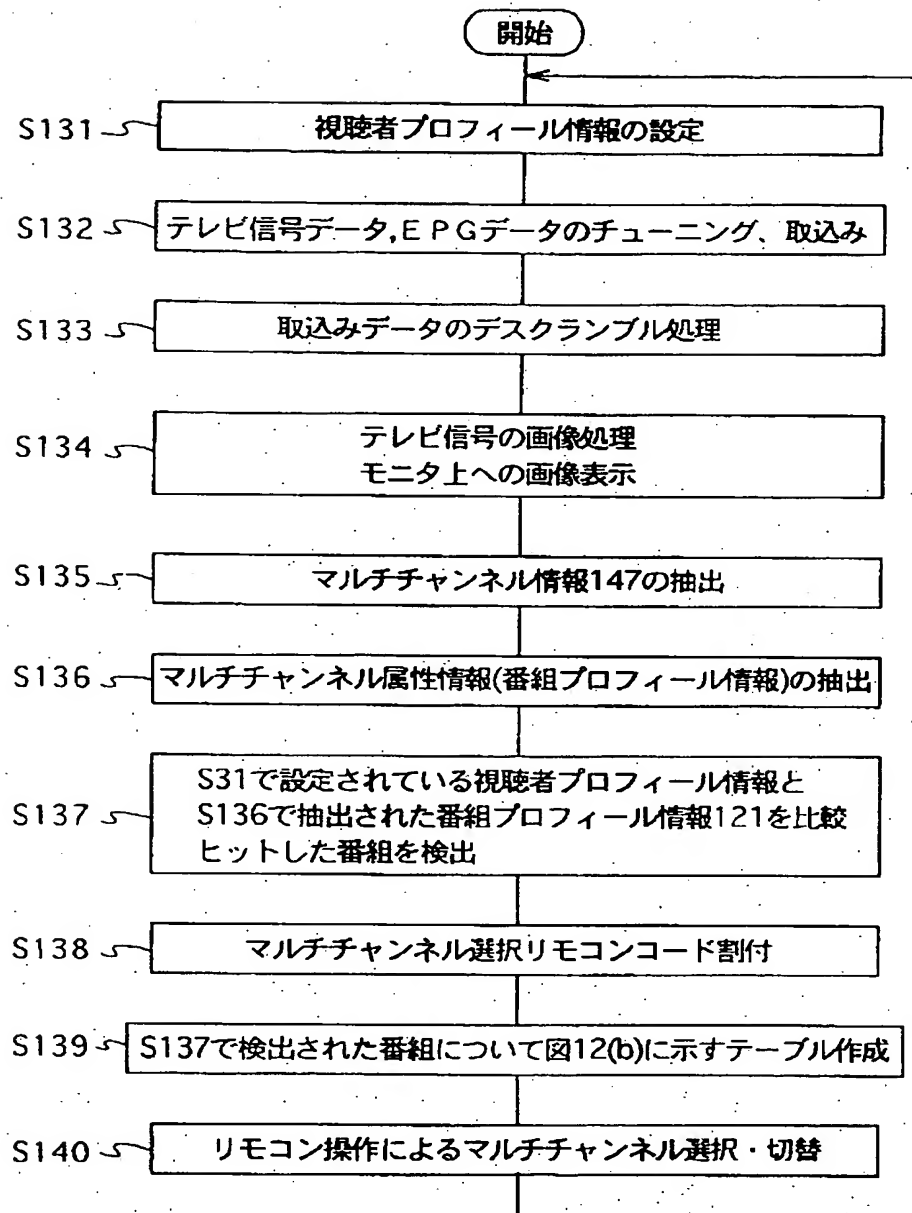 開始
S131 視聴者プロフィール情報の設定
S132 テレビ信号データ,EPGデータのチューニング、取込み
S133 取込みデータのデスクランブル処理
S134 テレビ信号の画像処理
モニタ上への画像表示
S135 マルチチャンネル情報147の抽出
S136 マルチチャンネル属性情報(番組プロフィール情報)の抽出
S137 S31で設定されている視聴者プロフィール情報と
S136で抽出された番組プロフィール情報121を比較
ヒットした番組を検出
S138 マルチチャンネル選択リモコンコード割付
S139 S137で検出された番組について図12(b)に示すテーブル作成
S140 リモコン操作によるマルチチャンネル選択・切替